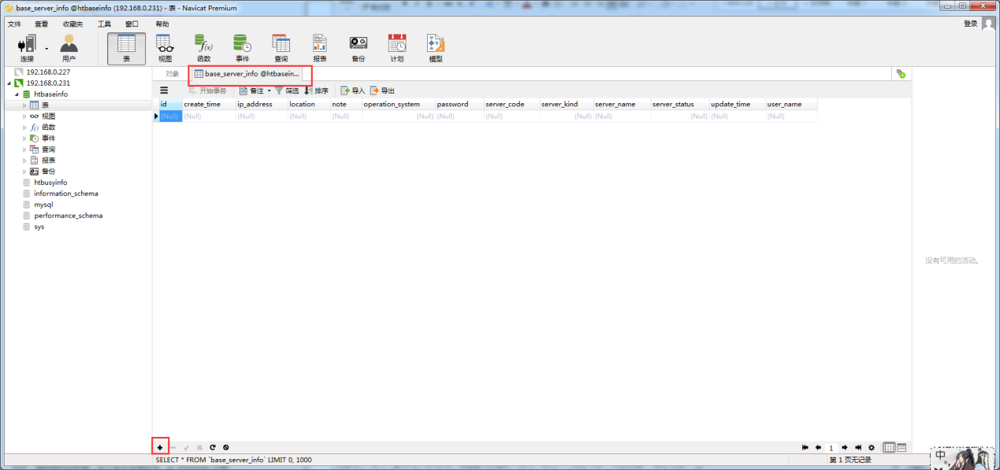 base_server_info @htbaseinfo (192.168.0.231) - 表 - Navicat Premium
文件 查看 收藏夹 工具 窗口 帮助 登录
连接 用户 表 视图 函数 事件 查询 报表 备份 计划 模型
192.168.0.227
192.168.0.231
htbaseinfo
表
视图
函数
事件
查询
报表
备份
htbusyinfo
information_schema
mysql
performance_schema
sys
对象 base_server_info @htbasein...
开始事务 备注 筛选 排序 导入 导出
id create_time ip_address location note operation_system password server_code server_kind server_name server_status update_time user_name
(Null) (Null) (Null) (Null) (Null) (Null) (Null) (Null) (Null) (Null) (Null) (Null) (Null)
没有可用的活动。
1
SELECT * FROM `base_server_info` LIMIT 0, 1000 第 1 页无记录
中